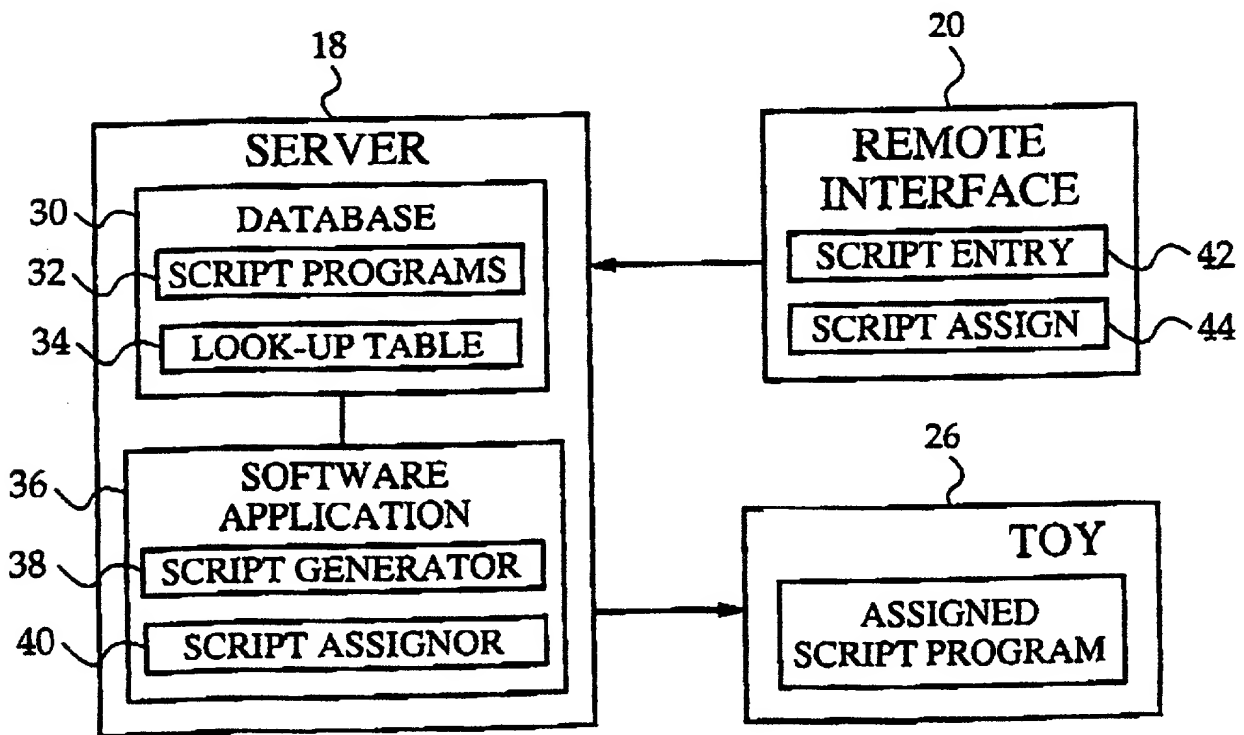 18
SERVER
30
DATABASE
32
SCRIPT PROGRAMS
34
LOOK-UP TABLE
36
SOFTWARE
APPLICATION
38
SCRIPT GENERATOR
40
SCRIPT ASSIGNOR
20
REMOTE
INTERFACE
SCRIPT ENTRY
42
SCRIPT ASSIGN
44
26
TOY
ASSIGNED
SCRIPT PROGRAM